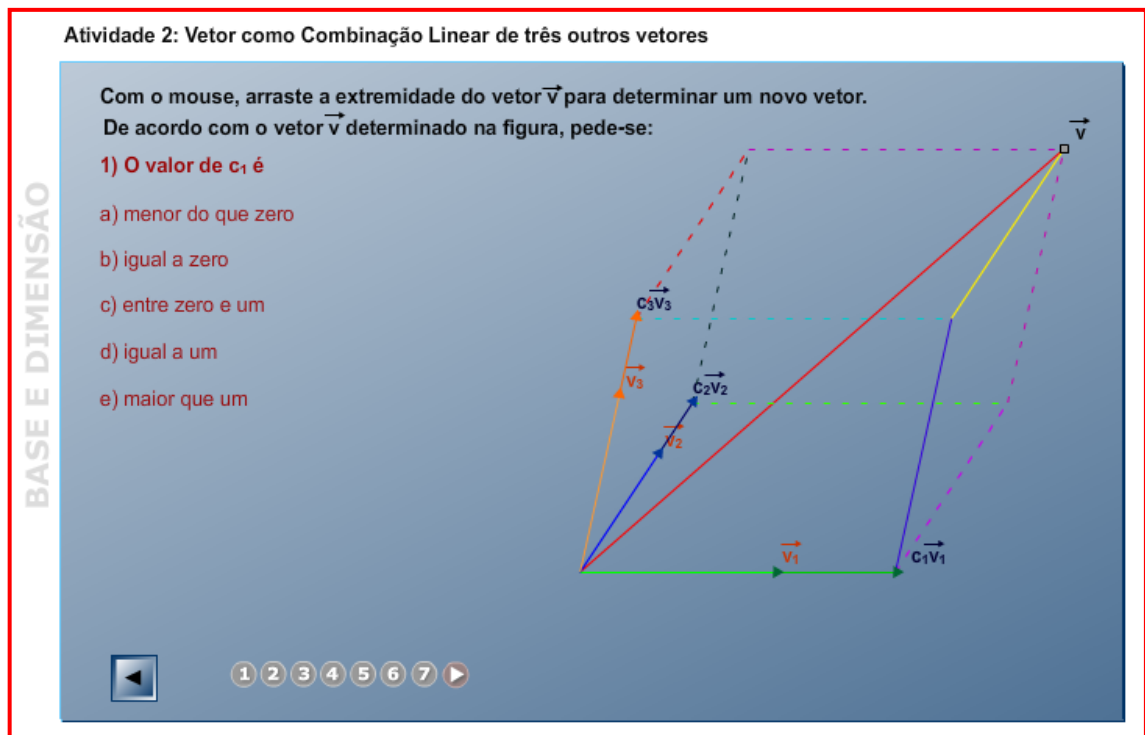 Atividade 2: Vetor como Combinação Linear de três outros vetores
BASE E DIMENSÃO
Com o mouse, arraste a extremidade do vetor v para determinar um novo vetor.
De acordo com o vetor v determinado na figura, pede-se:
1) O valor de c₁ é
a) menor do que zero
b) igual a zero
c) entre zero e um
d) igual a um
e) maior que um
v
c₃v₃
v₃
c₂v₂
v₂
v₁
c₁v₁
1 2 3 4 5 6 7